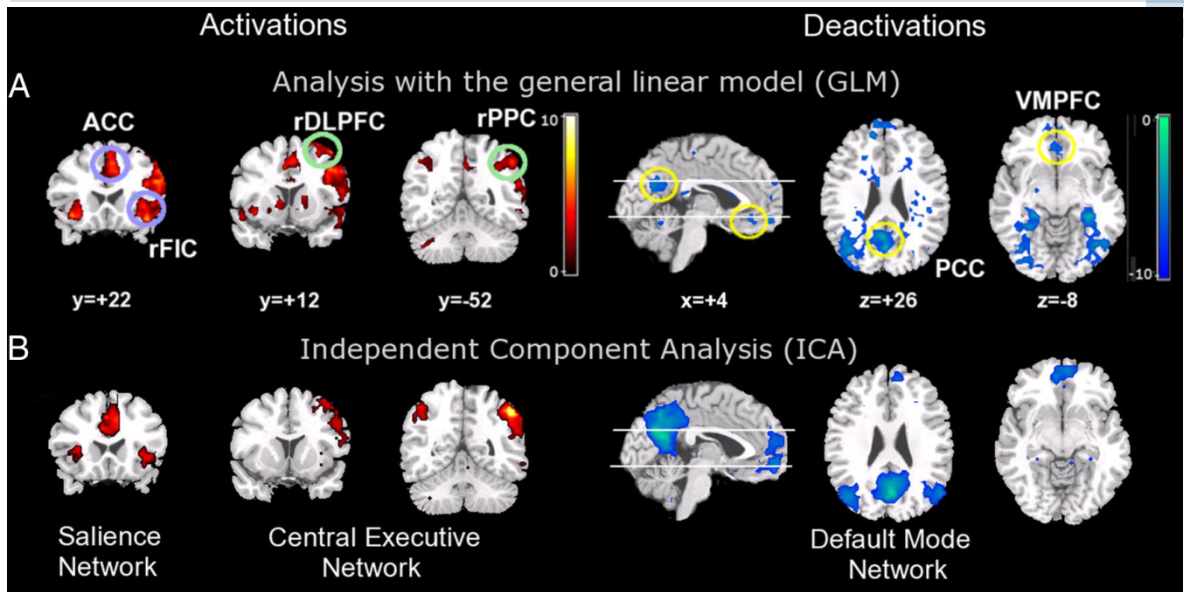 Activations
Deactivations
A
Analysis with the general linear model (GLM)
ACC
rDLPFC
rPPC
VMPFC
10
0
rFIC
PCC
0
-10
y=+22
y=+12
y=-52
x=+4
z=+26
z=-8
B
Independent Component Analysis (ICA)
Salience
Network
Central Executive
Network
Default Mode
Network